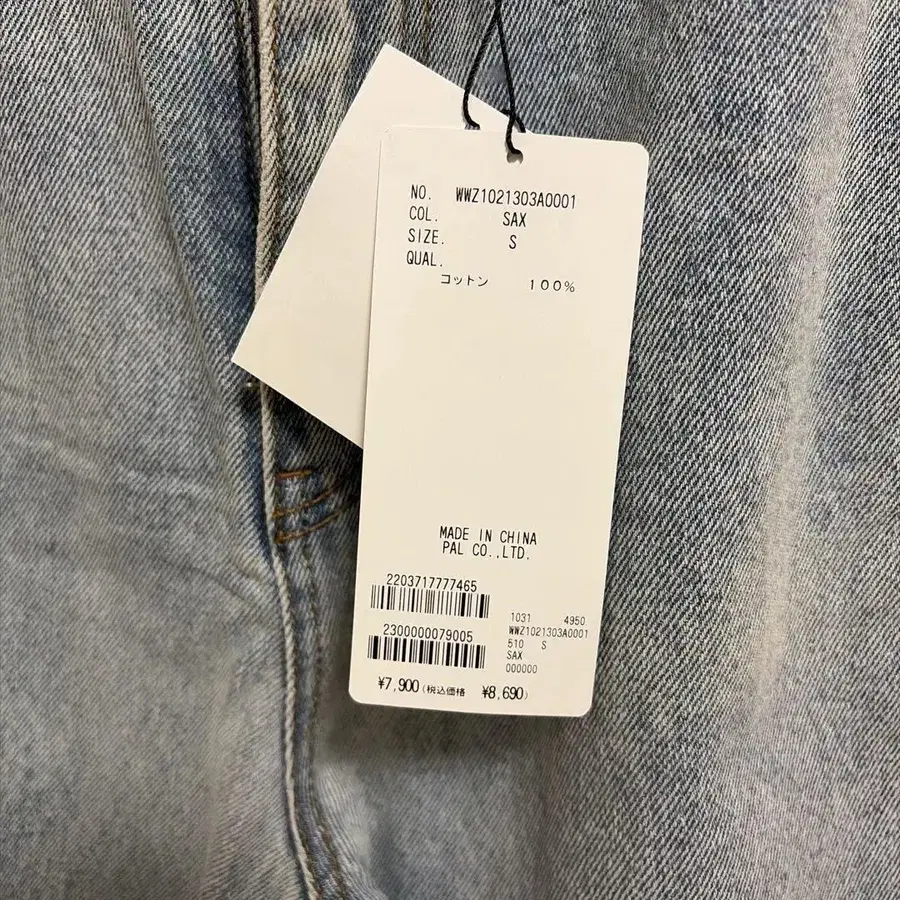 NO. WWZ1021303A0001
COL. SAX
SIZE. S
QUAL.
コットン 100%
MADE IN CHINA
PAL CO.,LTD.
2203717777465
2300000079005
¥7,900(税込価格 ¥8,690)
1031 4950
WWZ1021303A0001
510 S
SAX
000000